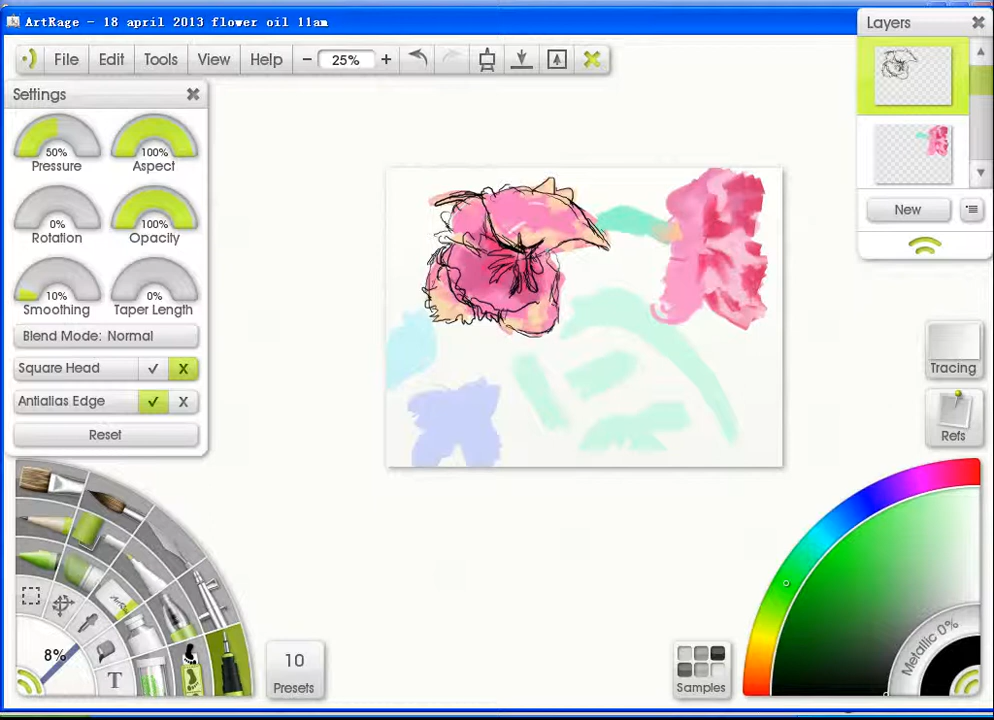 ArtRage - 18 april 2013 flower oil 11am
Layers
File Edit Tools View Help - 25% +
Settings
50% 100%
Pressure Aspect
0% 100%
Rotation Opacity
10% 0%
Smoothing Taper Length
Blend Mode: Normal
Square Head
Antialias Edge
Reset
New
Tracing
Refs
8%
T
10
Presets
Samples
Metallic 0%